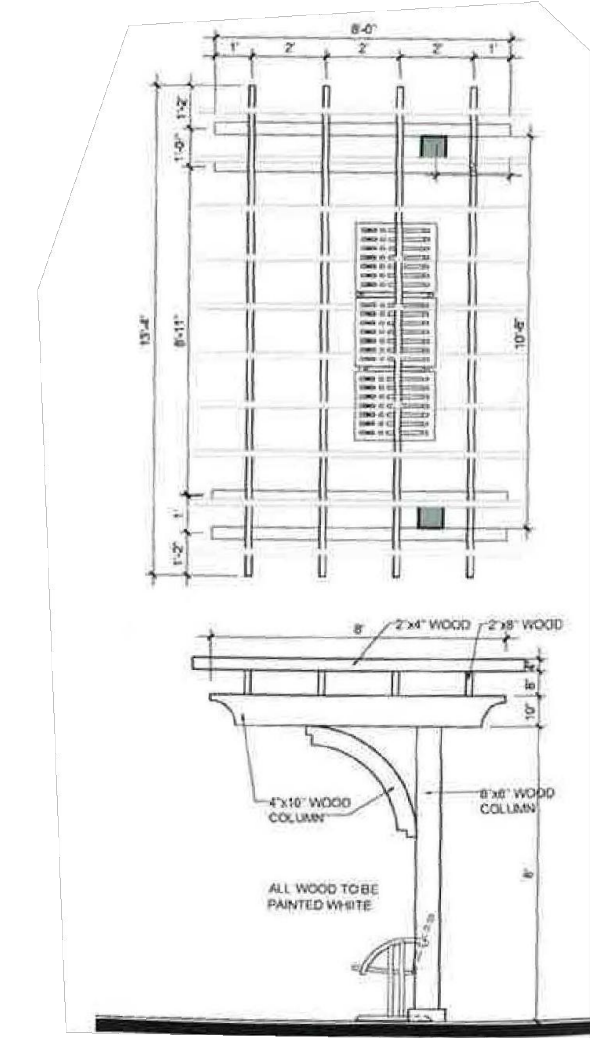 8'-0"
1' 2' 2' 2' 1'
1'-2"
1'-0"
13'-4"
8'-11"
10'-6"
1'
1'-2"
8'
2"x4" WOOD
2"x8" WOOD
4"
8"
10"
4"x10" WOOD
COLUMN
6"x6" WOOD
COLUMN
8'
ALL WOOD TO BE
PAINTED WHITE